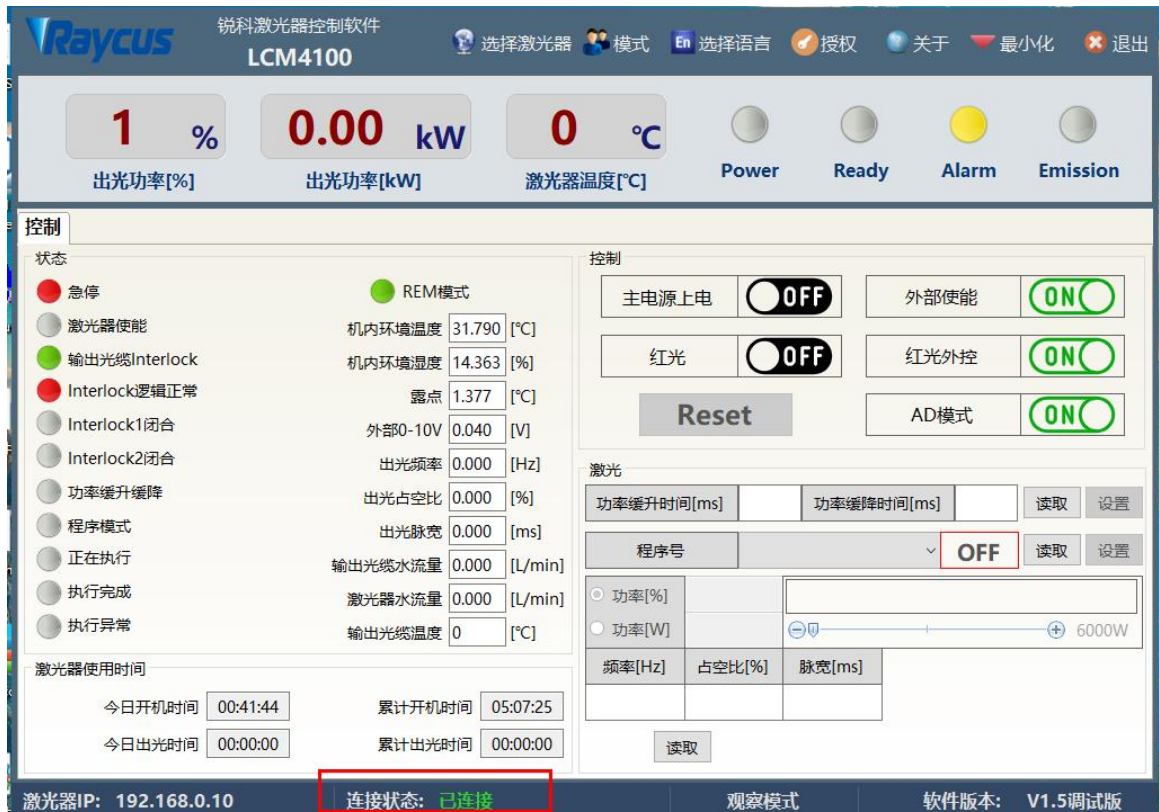 Raycus
锐科激光器控制软件
LCM4100
选择激光器 模式 En 选择语言 授权 关于 最小化 退出
1 % 0.00 kW 0 ℃
出光功率[%] 出光功率[kW] 激光器温度[℃] Power Ready Alarm Emission
控制
状态
急停 REM模式
激光器使能 机内环境温度 31.790 [℃]
输出光缆Interlock 机内环境湿度 14.363 [%]
Interlock逻辑正常 露点 1.377 [℃]
Interlock1闭合 外部0-10V 0.040 [V]
Interlock2闭合 出光频率 0.000 [Hz]
功率缓升缓降 出光占空比 0.000 [%]
程序模式 出光脉宽 0.000 [ms]
正在执行 输出光缆水流量 0.000 [L/min]
执行完成 激光器水流量 0.000 [L/min]
执行异常 输出光缆温度 0 [℃]
激光器使用时间
今日开机时间 00:41:44 累计开机时间 05:07:25
今日出光时间 00:00:00 累计出光时间 00:00:00
控制
主电源上电 OFF 外部使能 ON
红光 OFF 红光外控 ON
Reset AD模式 ON
激光
功率缓升时间[ms] 功率缓降时间[ms] 读取 设置
程序号 OFF 读取 设置
功率[%]
功率[W] 6000W
频率[Hz] 占空比[%] 脉宽[ms]
读取
激光器IP: 192.168.0.10 连接状态: 已连接 观察模式 软件版本: V1.5调试版